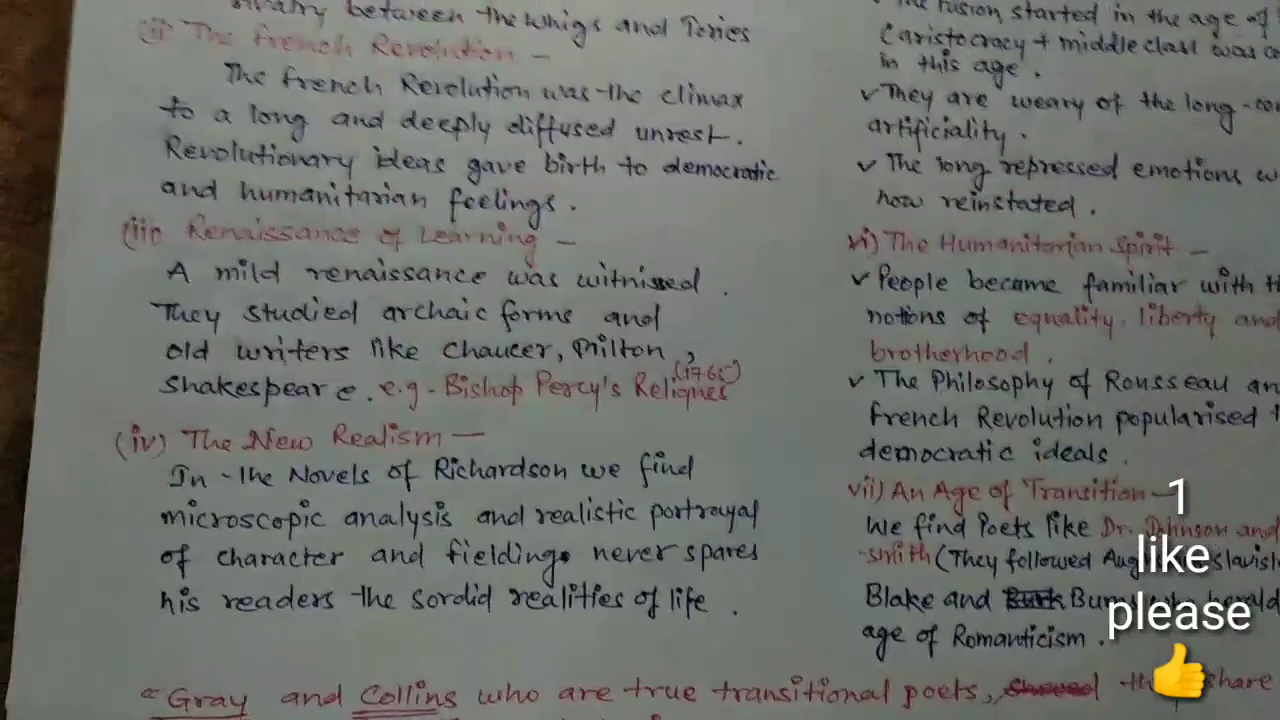 rivalry between the whigs and Tories
(ii) The French Revolution -
The French Revolution was the climax
to a long and deeply diffused unrest.
Revolutionary ideas gave birth to democratic
and humanitarian feelings.
(iii) Renaissance of Learning -
A mild renaissance was witnissed.
They studied archaic forms and
old writers like Chaucer, Milton,
Shakespeare. e.g - Bishop Percy's Reliques (1765)
(iv) The New Realism -
In the Novels of Richardson we find
microscopic analysis and realistic portrayal
of character and fielding never spares
his readers the sordid realities of life.
The fusion started in the age of
(aristocracy + middle class was
in this age.
✓ They are weary of the long-
artificiality.
✓ The long repressed emotions
now reinstated.
vi) The Humanitarian Spirit -
✓ People became familiar with
notions of equality, liberty and
brotherhood.
✓ The Philosophy of Rousseau
French Revolution popularised
democratic ideals.
vii) An Age of Transition -
We find Poets like Dr. Johnson and
-smith (They followed
Blake and
age of Romanticism.
Gray and Collins who are true transitional poets, share
1
like
please
👍